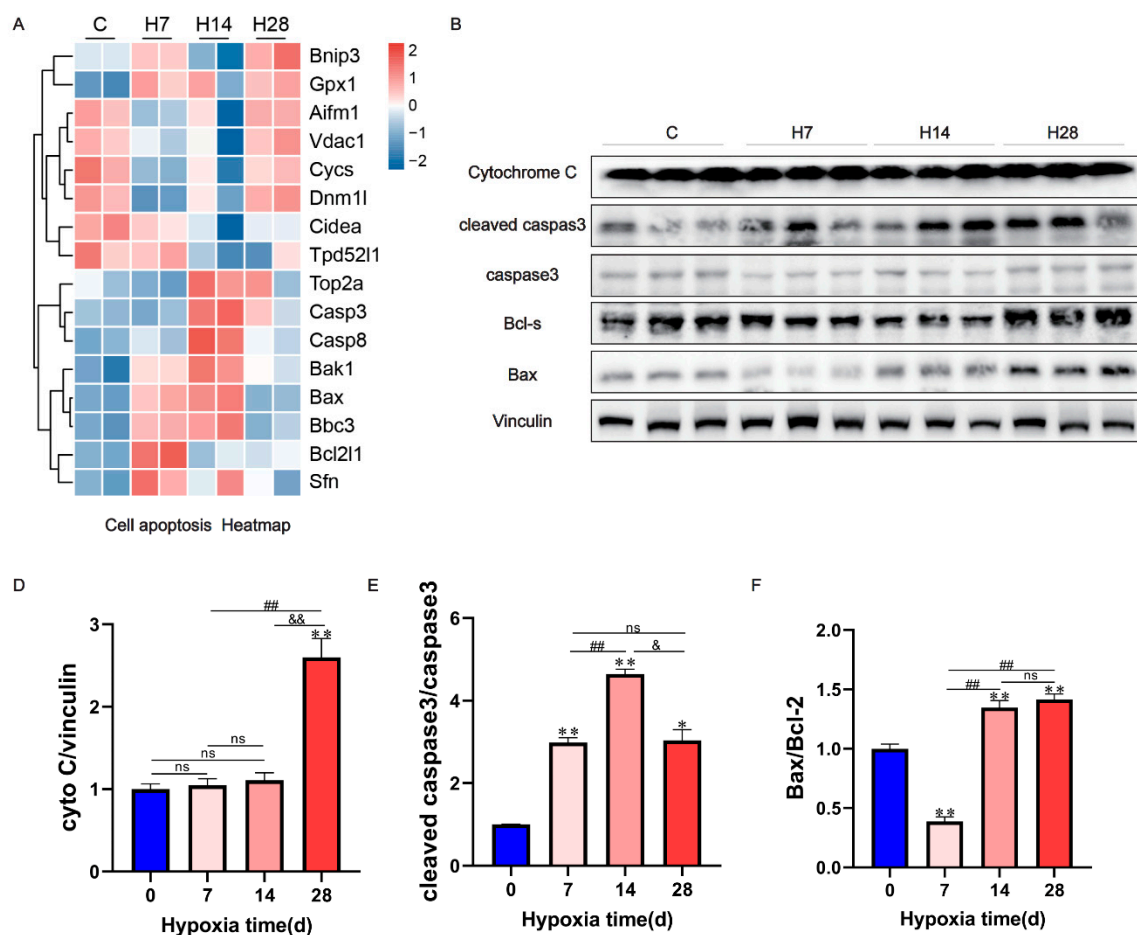 A
C H7 H14 H28
Bnip3
Gpx1
Aifm1
Vdac1
Cycs
Dnm1l
Cidea
Tpd52l1
Top2a
Casp3
Casp8
Bak1
Bax
Bbc3
Bcl2l1
Sfn
2
1
0
−1
−2
Cell apoptosis Heatmap
B
C H7 H14 H28
Cytochrome C
cleaved caspas3
caspase3
Bcl-s
Bax
Vinculin
D
cyto C/vinculin
3
2
1
0
ns
ns
ns
##
&&
**
0 7 14 28
Hypoxia time(d)
E
cleaved caspase3/caspase3
6
4
2
0
ns
##
&
**
**
*
0 7 14 28
Hypoxia time(d)
F
Bax/Bcl-2
2.0
1.5
1.0
0.5
0.0
##
##
ns
**
**
**
0 7 14 28
Hypoxia time(d)